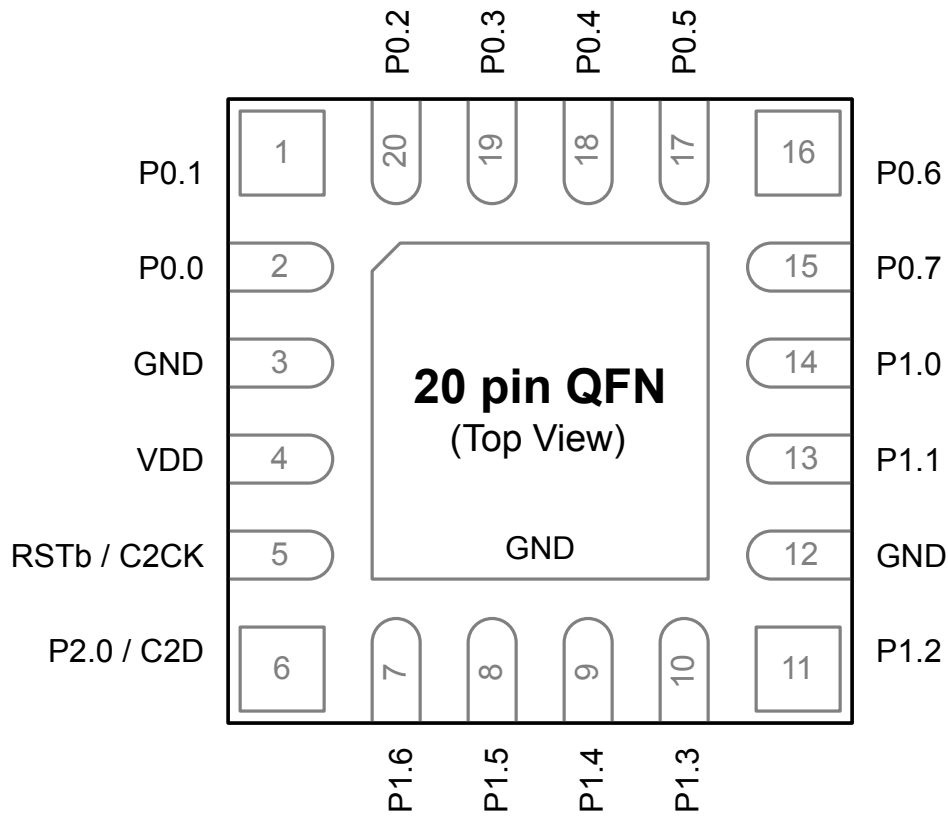 P0.2
P0.3
P0.4
P0.5
1
20
19
18
17
16
P0.1
P0.6
P0.0
2
15
P0.7
GND
3
14
P1.0
20 pin QFN
(Top View)
VDD
4
13
P1.1
RSTb / C2CK
5
GND
12
GND
P2.0 / C2D
6
7
8
9
10
11
P1.2
P1.6
P1.5
P1.4
P1.3